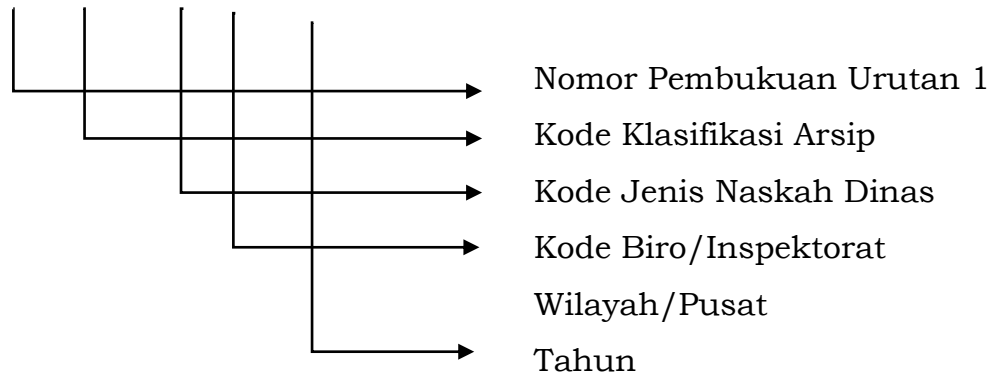 Nomor Pembukuan Urutan 1
Kode Klasifikasi Arsip
Kode Jenis Naskah Dinas
Kode Biro/Inspektorat
Wilayah/Pusat
Tahun